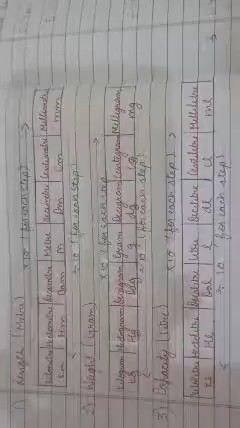 1) Length (Metre)
×10 (for each step) →
Kilometre Hectometre Decametre Metre Decimetre Centimetre Millimetre
Km Hm Dam m Dm Cm mm
÷10 (for each step)
2) Weight (Gram)
×10 (for each step →
Kilogram Hectogram Decagram Gram Decigram Centigram Milligram
Kg Hg Dag g dg cg mg
÷10 (for each step)
3) Capacity (Litre)
×10 (for each step) →
Kilolitre Hectolitre Decalitre Litre Decilitre Centilitre
Kl Hl Dal l dl cl ml
÷ 10 (for each step)